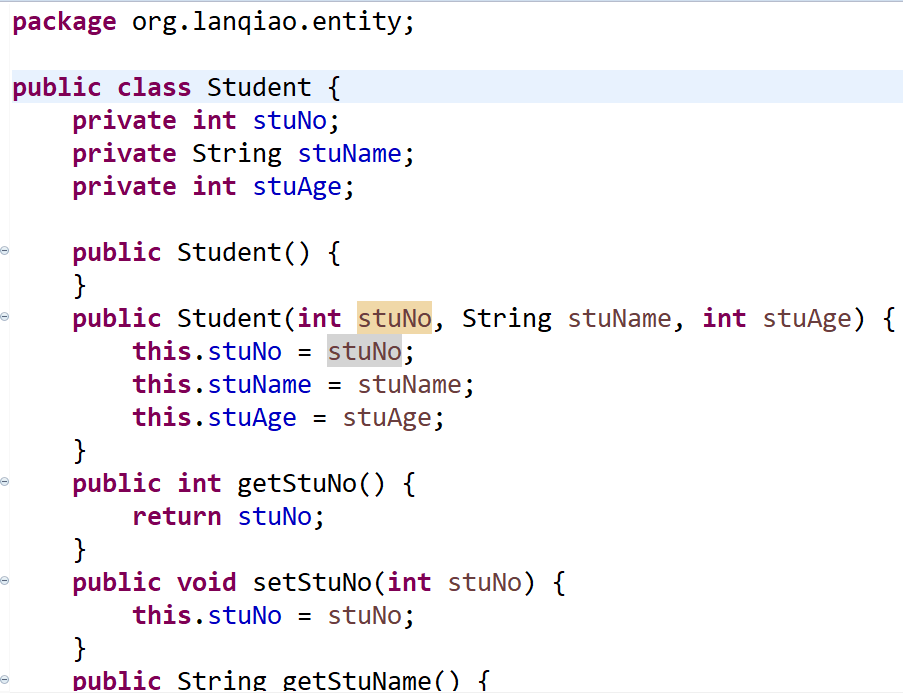 package org.lanqiao.entity;
public class Student {
private int stuNo;
private String stuName;
private int stuAge;
public Student() {
}
public Student(int stuNo, String stuName, int stuAge) {
this.stuNo = stuNo;
this.stuName = stuName;
this.stuAge = stuAge;
}
public int getStuNo() {
return stuNo;
}
public void setStuNo(int stuNo) {
this.stuNo = stuNo;
}
public String getStuName() {